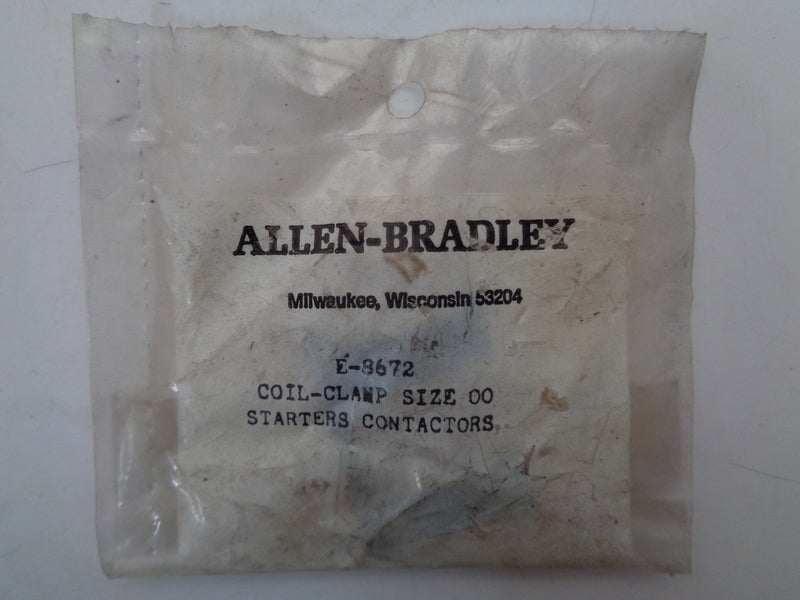 ALLEN-BRADLEY
Milwaukee, Wisconsin 53204
E-8672
COIL-CLAMP SIZE 00
STARTERS CONTACTORS